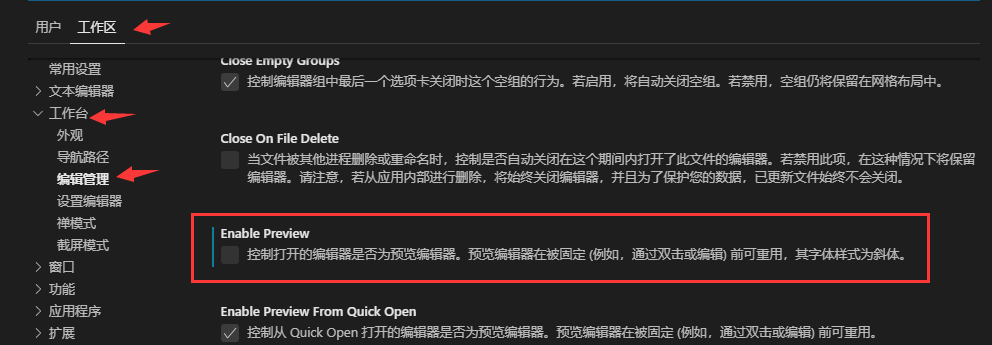 用户 工作区
常用设置
文本编辑器
工作台
外观
导航路径
编辑管理
设置编辑器
禅模式
截屏模式
窗口
功能
应用程序
扩展
Close Empty Groups
控制编辑器组中最后一个选项卡关闭时这个空组的行为。若启用，将自动关闭空组。若禁用，空组仍将保留在网格布局中。
Close On File Delete
当文件被其他进程删除或重命名时，控制是否自动关闭在这个期间内打开了此文件的编辑器。若禁用此项，在这种情况下将保留
编辑器。请注意，若从应用内部进行删除，将始终关闭编辑器，并且为了保护您的数据，已更新文件始终不会关闭。
Enable Preview
控制打开的编辑器是否为预览编辑器。预览编辑器在被固定 (例如，通过双击或编辑) 前可重用，其字体样式为斜体。
Enable Preview From Quick Open
控制从 Quick Open 打开的编辑器是否为预览编辑器。预览编辑器在被固定 (例如，通过双击或编辑) 前可重用。